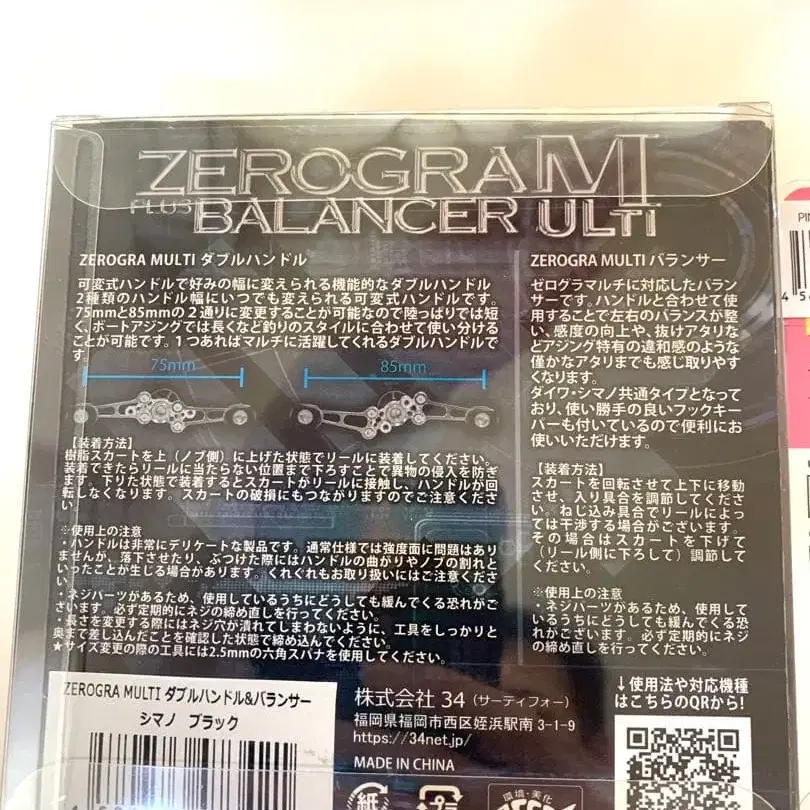 ZEROGRA MULTI
PLUS BALANCER
ZEROGRA MULTI ダブルハンドル
可変式ハンドルで好みの幅に変えられる機能的なダブルハンドル
2種類のハンドル幅にいつでも変えられる可変式ハンドルです。
75mmと85mmの2通りに変更することが可能なので陸っぱりでは短
く、ボートアジングでは長くなど釣りのスタイルに合わせて使い分ける
ことが可能です。1つあればマルチに活躍してくれるダブルハンドルで
す。
75mm
85mm
【装着方法】
樹脂スカートを上（ノブ側）に上げた状態でリールに装着してください。
装着できたらリールに当たらない位置まで下ろすことで異物の侵入を防ぎ
ます。下りた状態で装着するとスカートがリールに接触し、ハンドルが回
転しなくなります。スカートの破損にもつながりますのでご注意くださ
い。
※使用上の注意
・ハンドルは非常にデリケートな製品です。通常仕様では強度面に問題はあり
ませんが、落下させたり、ぶつけた際にはハンドルの曲がりやノブの割れと
いったことが生じる場合があります。くれぐれもお取り扱いにはご注意くださ
い
・ネジパーツがあるため、使用しているうちにどうしても緩んでくる恐れがご
ざいます。必ず定期的にネジの締め直しを行ってください。
・長さを変更する際にはネジ穴が潰れてしまわないように、工具をしっかりと
奥まで差し込んだことを確認した状態で締め込んでください。
★サイズ変更の際の工具には2.5mmの六角スパナを使用してください。
ZEROGRA MULTI バランサー
ゼログラマルチに対応したバラン
サーです。ハンドルと合わせて使
用することで左右のバランスが整
い、感度の向上や、抜けアタリな
どアジング特有の違和感のような
僅かなアタリまでも感じ取りやす
くなります。
ダイワ・シマノ共通タイプとなって
おり、使い勝手の良いフックキー
パーも付いているので便利にお
使いいただけます。
【装着方法】
スカートを回転させて上下に移動
させ、入り具合を調節してくださ
い。ねじ込み具合でリールによっ
ては干渉する場合がございます。
その場合はスカートを下げて
（リール側に下ろして）調節して
ください。
※使用上の注意
・ネジパーツがあるため、使用して
いるうちにどうしても緩んでくる恐
れがございます。必ず定期的にネジ
の締め直しを行ってください。
ZEROGRA MULTI ダブルハンドル&バランサー
シマノ ブラック
株式会社 34（サーティフォー）
福岡県福岡市西区姪浜駅南 3-1-9
https://34net.jp/
MADE IN CHINA
↓使用法や対応機種
はこちらのQRから!
紙
環境・美化